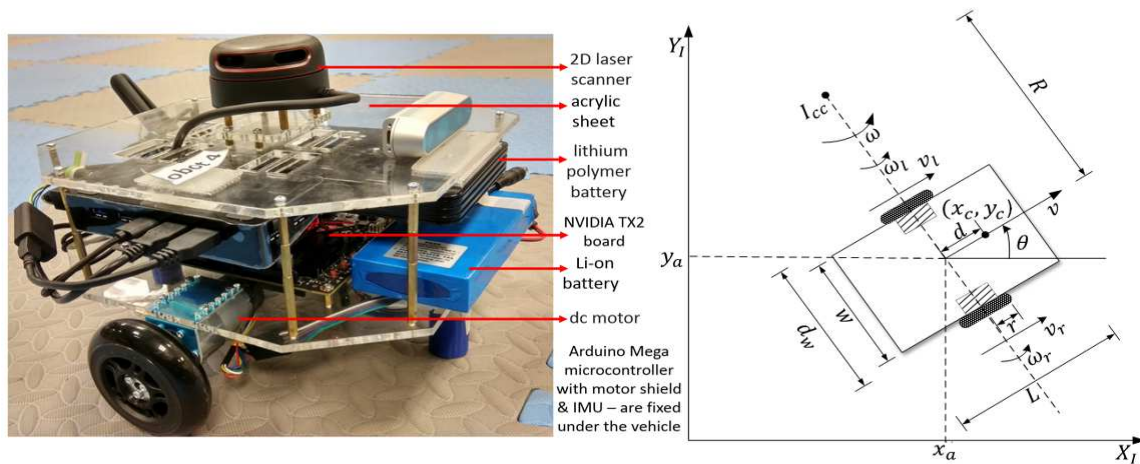 2D laser
scanner
acrylic
sheet
lithium
polymer
battery
NVIDIA TX2
board
Li-on
battery
dc motor
Arduino Mega
microcontroller
with motor shield
& IMU – are fixed
under the vehicle
obot 4
Y_I
R
I_cc
ω
ω_l
v_l
(x_c, y_c)
v
d
θ
y_a
w
d_w
r
v_r
ω_r
L
x_a
X_I